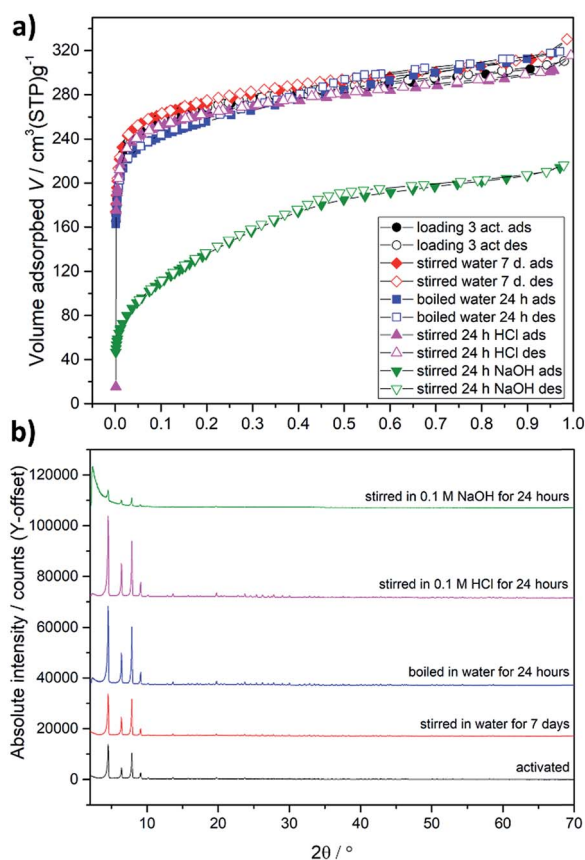 a)
Volume adsorpbed V / cm³(STP)g⁻¹
320
280
240
200
160
120
80
40
0
0.0 0.1 0.2 0.3 0.4 0.5 0.6 0.7 0.8 0.9 1.0
loading 3 act. ads
loading 3 act des
stirred water 7 d. ads
stirred water 7 d. des
boiled water 24 h ads
boiled water 24 h des
stirred 24 h HCl ads
stirred 24 h HCl des
stirred 24 h NaOH ads
stirred 24 h NaOH des
b)
Absolute intensity / counts (Y-offset)
120000
100000
80000
60000
40000
20000
0
stirred in 0.1 M NaOH for 24 hours
stirred in 0.1 M HCl for 24 hours
boiled in water for 24 hours
stirred in water for 7 days
activated
10 20 30 40 50 60 70
2θ / °